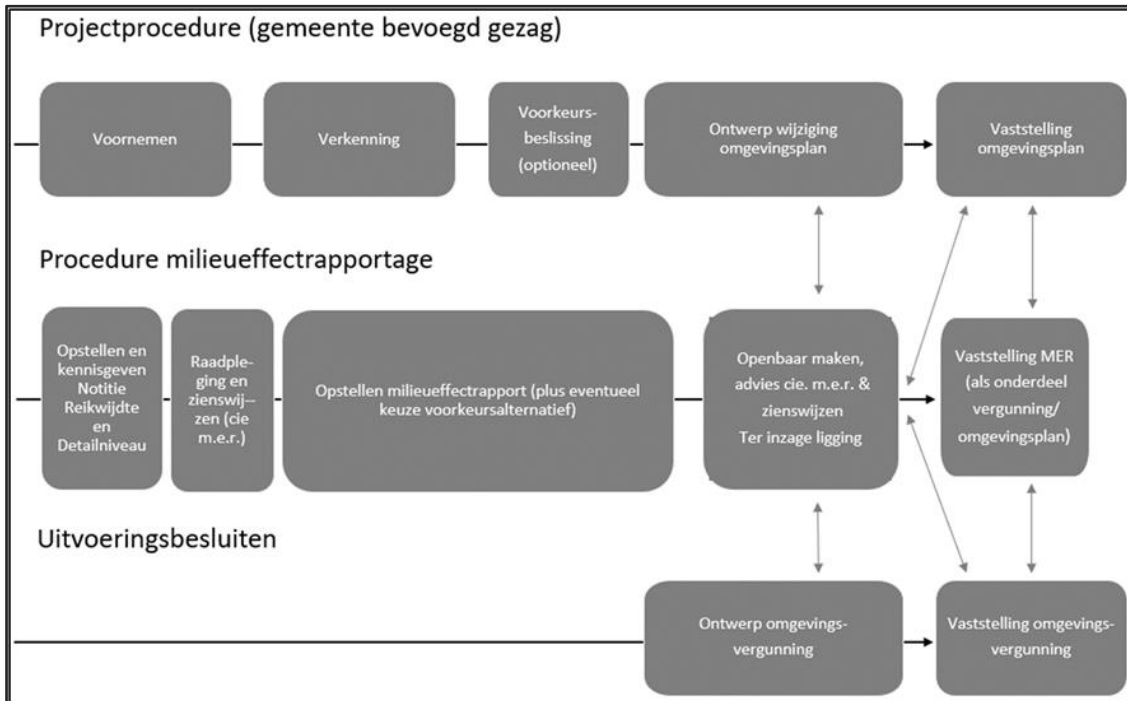 Projectprocedure (gemeente bevoegd gezag)
Voornemen
Verkenning
Voorkeurs-
beslissing
(optioneel)
Ontwerp wijziging
omgevingsplan
Vaststelling
omgevingsplan
Procedure milieueffectrapportage
Opstellen en
kennisgeven
Notitie
Reikwijdte
en
Detailniveau
Raadple-
ging en
zienswij-
zen (cie
m.e.r.)
Opstellen milieueffectrapport (plus eventueel
keuze voorkeursalternatief)
Openbaar maken,
advies cie. m.e.r. &
zienswijzen
Ter inzage ligging
Vaststelling MER
(als onderdeel
vergunning/
omgevingsplan)
Uitvoeringsbesluiten
Ontwerp omgevings-
vergunning
Vaststelling omgevings-
vergunning